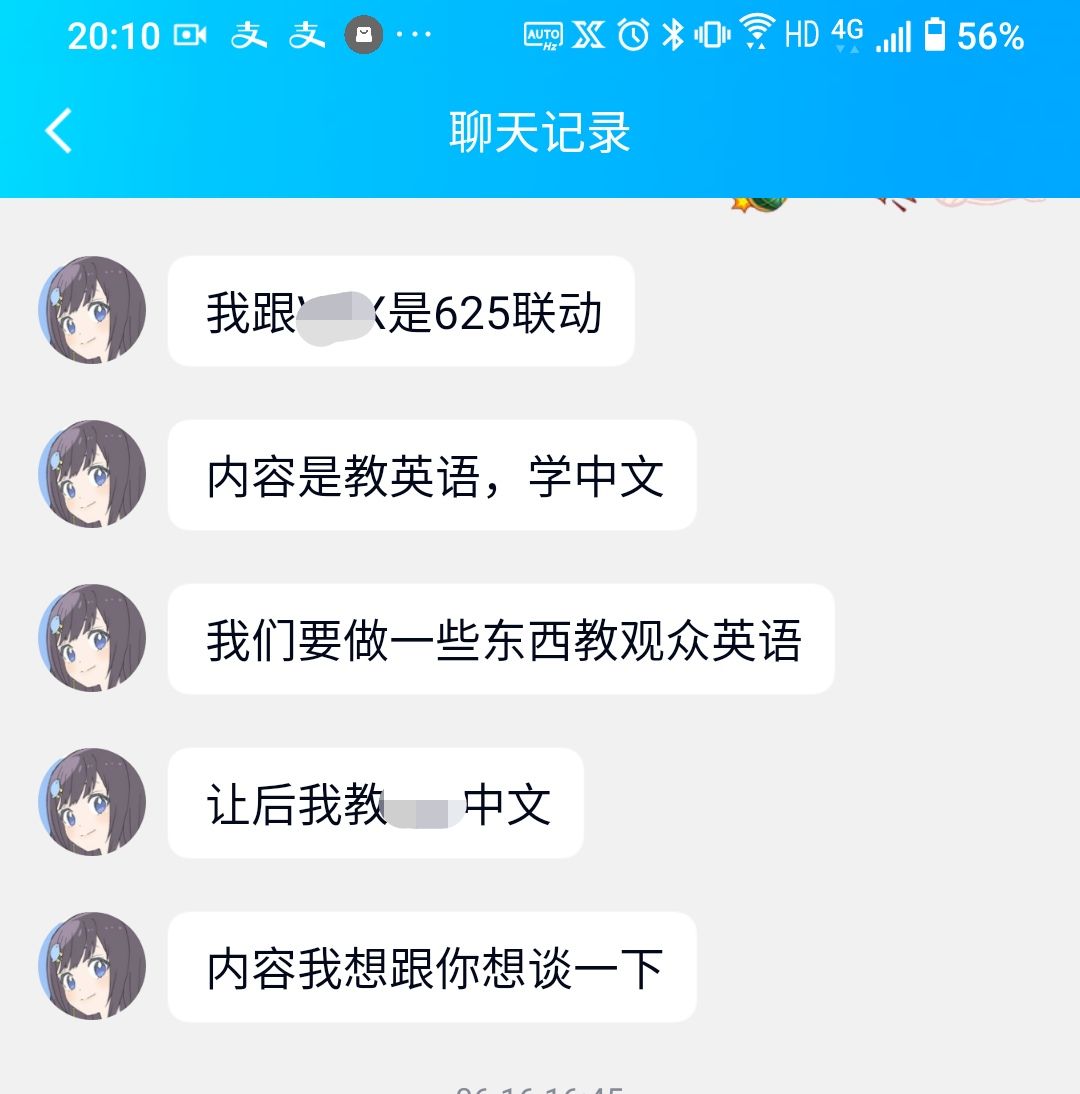 20:10
AUTO Hz
HD 4G 56%
聊天记录
我跟是625联动
内容是教英语，学中文
我们要做一些东西教观众英语
让后我教中文
内容我想跟你想谈一下